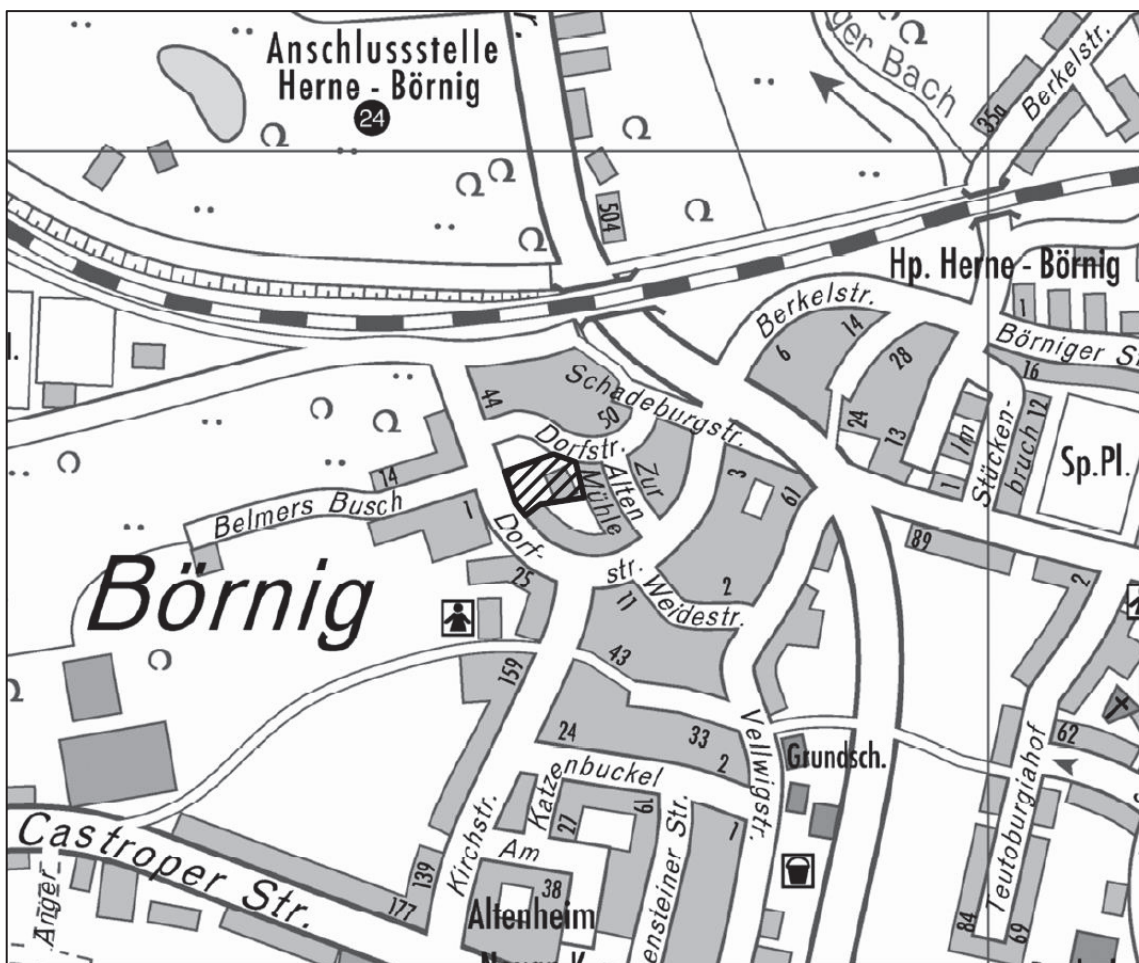 Anschlussstelle
Herne - Börnig
24
r.
ger Bach
Berkelstr.
35a
504
Hp. Herne - Börnig
Berkelstr.
14
6
28
1
Börniger S
16
l.
44
Schadeburgstr.
50
24
13
Im
Stücken-
bruch
12
1
Sp.Pl.
Dorfstr.
Zur
Alten
Mühle
14
Belmers Busch
1
Dorf-
str.
3
61
89
2
Börnig
25
11
Weidestr.
2
43
159
24
33
2
Vellwigstr.
Grundsch.
62
Katzenbuckel
Castroper Str.
Kirchstr.
27
19
1
Am
139
177
38
Altenheim
ensteiner Str.
Teutoburgiahof
84
69
Anger